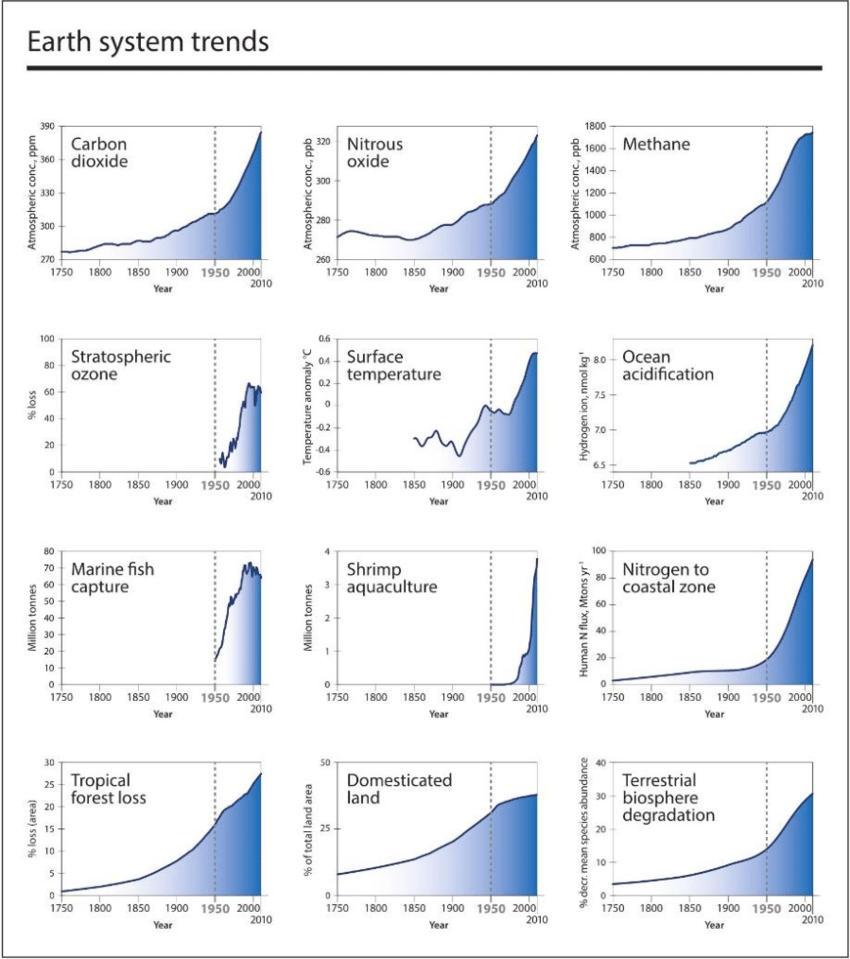 Earth system trends
Carbon
dioxide
Atmospheric conc., ppm
390
360
330
300
270
1750 1800 1850 1900 1950 2000
2010
Year
Nitrous
oxide
Atmospheric conc., ppb
320
300
280
260
1750 1800 1850 1900 1950 2000
2010
Year
Methane
Atmospheric conc., ppb
1800
1600
1400
1200
1000
800
600
1750 1800 1850 1900 1950 2000
2010
Year
Stratospheric
ozone
% loss
100
80
60
40
20
0
1750 1800 1850 1900 1950 2000
2010
Year
Surface
temperature
Temperature anomaly °C
0.6
0.4
0.2
0
-0.2
-0.4
-0.6
1750 1800 1850 1900 1950 2000
2010
Year
Ocean
acidification
Hydrogen ion, nmol kg⁻¹
8.0
7.5
7.0
6.5
1750 1800 1850 1900 1950 2000
2010
Year
Marine fish
capture
Million tonnes
80
70
60
50
40
30
20
10
0
1750 1800 1850 1900 1950 2000
2010
Year
Shrimp
aquaculture
Million tonnes
4
3
2
1
0
1750 1800 1850 1900 1950 2000
2010
Year
Nitrogen to
coastal zone
Human N flux, Mtons yr⁻¹
100
80
60
40
20
0
1750 1800 1850 1900 1950 2000
2010
Year
Tropical
forest loss
% loss (area)
30
25
20
15
10
5
0
1750 1800 1850 1900 1950 2000
2010
Year
Domesticated
land
% of total land area
50
25
0
1750 1800 1850 1900 1950 2000
2010
Year
Terrestrial
biosphere
degradation
% decr. mean species abundance
40
30
20
10
0
1750 1800 1850 1900 1950 2000
2010
Year